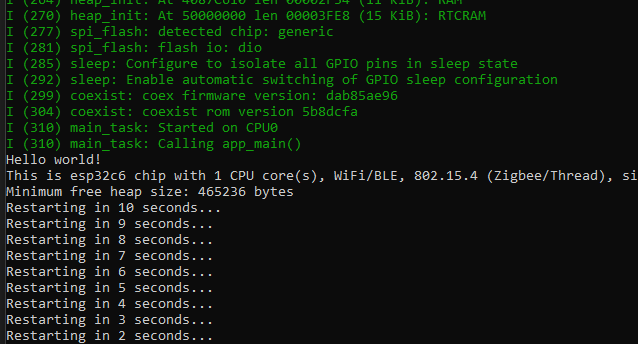 I (264) heap_init: At 4087C610 len 00002F54 (11 KiB): RAM
I (270) heap_init: At 50000000 len 00003FE8 (15 KiB): RTCRAM
I (277) spi_flash: detected chip: generic
I (281) spi_flash: flash io: dio
I (285) sleep: Configure to isolate all GPIO pins in sleep state
I (292) sleep: Enable automatic switching of GPIO sleep configuration
I (299) coexist: coex firmware version: dab85ae96
I (304) coexist: coexist rom version 5b8dcfa
I (310) main_task: Started on CPU0
I (310) main_task: Calling app_main()
Hello world!
This is esp32c6 chip with 1 CPU core(s), WiFi/BLE, 802.15.4 (Zigbee/Thread), si
Minimum free heap size: 465236 bytes
Restarting in 10 seconds...
Restarting in 9 seconds...
Restarting in 8 seconds...
Restarting in 7 seconds...
Restarting in 6 seconds...
Restarting in 5 seconds...
Restarting in 4 seconds...
Restarting in 3 seconds...
Restarting in 2 seconds...